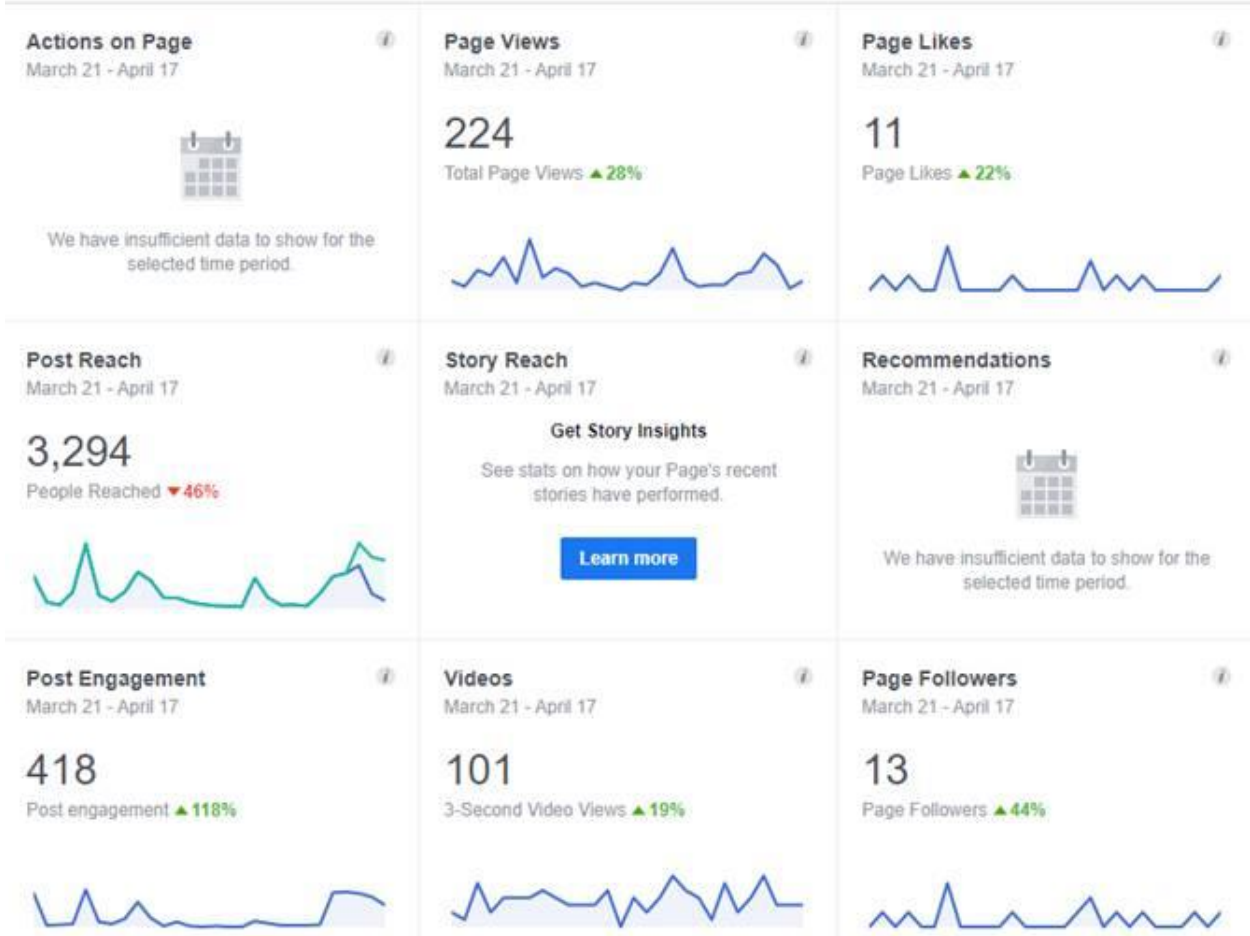 Actions on Page
March 21 - April 17
We have insufficient data to show for the
selected time period.
Page Views
March 21 - April 17
224
Total Page Views ▲ 28%
Page Likes
March 21 - April 17
11
Page Likes ▲ 22%
Post Reach
March 21 - April 17
3,294
People Reached ▼ 46%
Story Reach
March 21 - April 17
Get Story Insights
See stats on how your Page's recent
stories have performed.
Learn more
Recommendations
March 21 - April 17
We have insufficient data to show for the
selected time period.
Post Engagement
March 21 - April 17
418
Post engagement ▲ 118%
Videos
March 21 - April 17
101
3-Second Video Views ▲ 19%
Page Followers
March 21 - April 17
13
Page Followers ▲ 44%